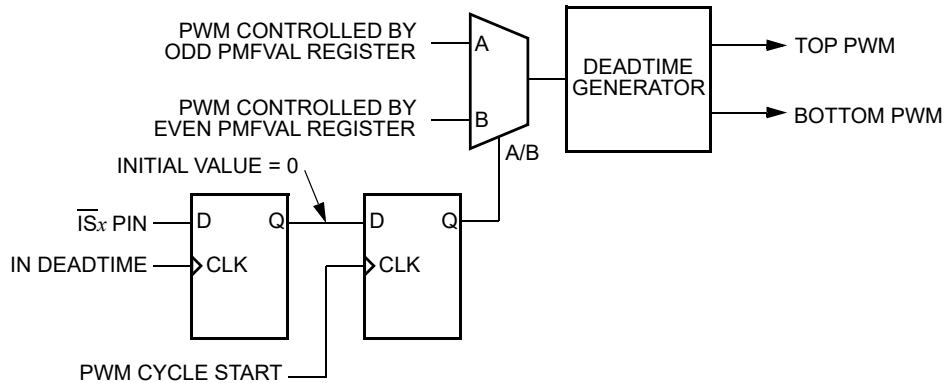 PWM CONTROLLED BY
ODD PMFVAL REGISTER
A
PWM CONTROLLED BY
EVEN PMFVAL REGISTER
B
A/B
DEADTIME
GENERATOR
TOP PWM
BOTTOM PWM
INITIAL VALUE = 0
I̅S̅x PIN
D
Q
IN DEADTIME
CLK
D
Q
CLK
PWM CYCLE START